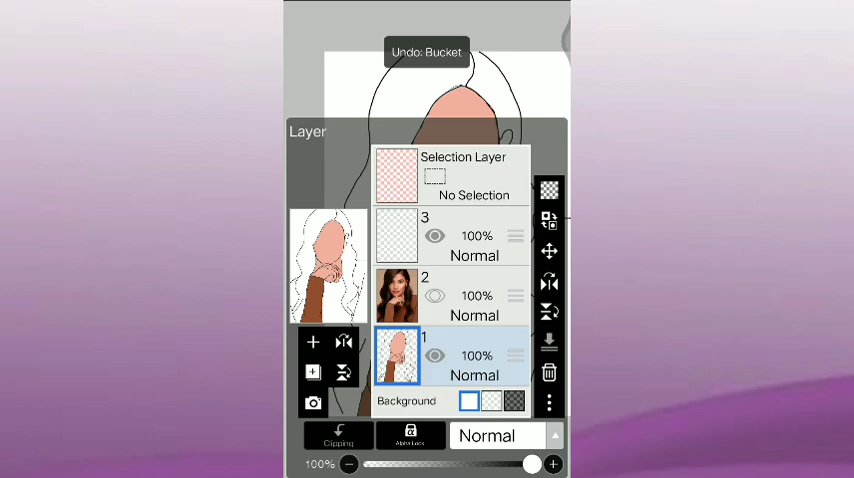 Undo: Bucket
Layer
Selection Layer
No Selection
3
100%
Normal
2
100%
Normal
1
100%
Normal
Background
Clipping
Alpha Lock
Normal
100%